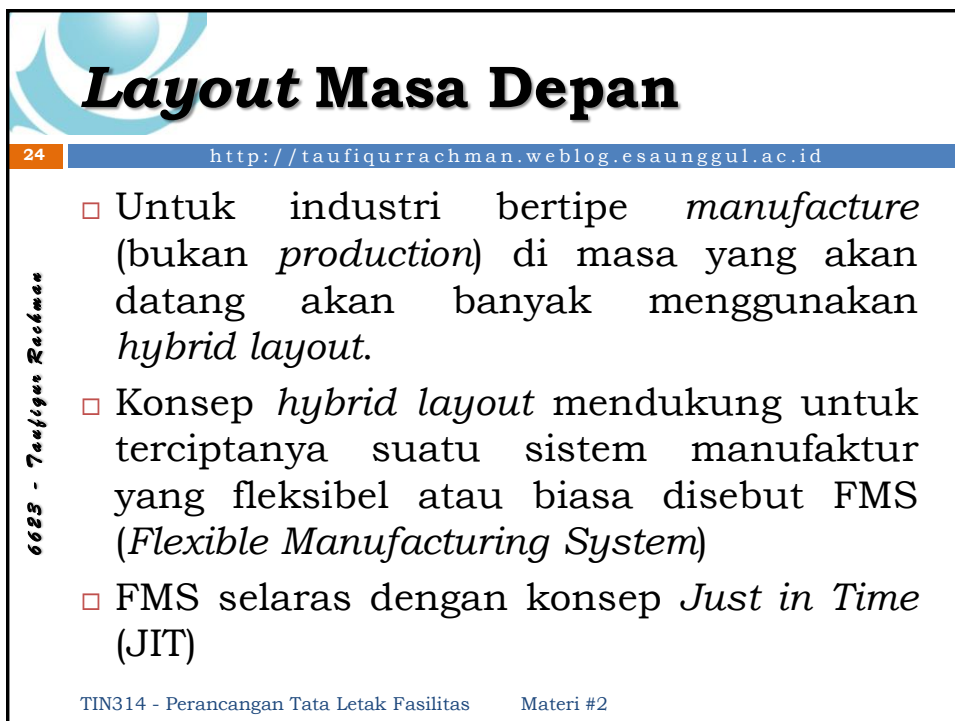 Layout Masa Depan
24
http://taufiqurrachman.weblog.esaunggul.ac.id
□ Untuk industri bertipe manufacture
(bukan production) di masa yang akan
datang akan banyak menggunakan
hybrid layout.
□ Konsep hybrid layout mendukung untuk
terciptanya suatu sistem manufaktur
yang fleksibel atau biasa disebut FMS
(Flexible Manufacturing System)
□ FMS selaras dengan konsep Just in Time
(JIT)
6623 - Taufiqur Rachman
TIN314 - Perancangan Tata Letak Fasilitas Materi #2